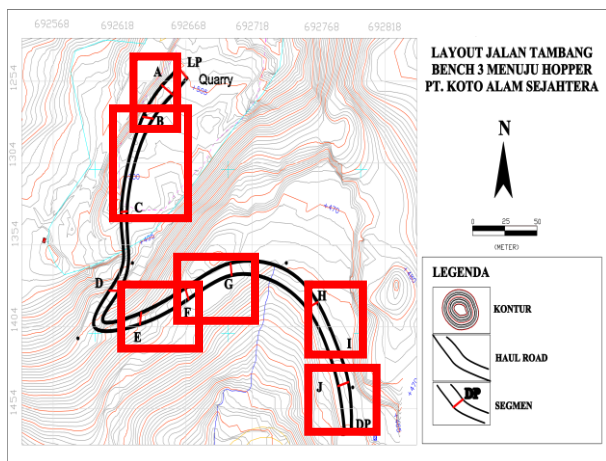 692568 692618 692668 692718 692768 692818
LAYOUT JALAN TAMBANG
BENCH 3 MENUJU HOPPER
PT. KOTO ALAM SEJAHTERA
N
0 25 50
(METER)
LEGENDA
KONTUR
HAUL ROAD
DP
SEGMEN
1254
1304
1354
1404
1454
LP
A
Quarry
B
C
+470
D
E
F
G
H
I
J
DP